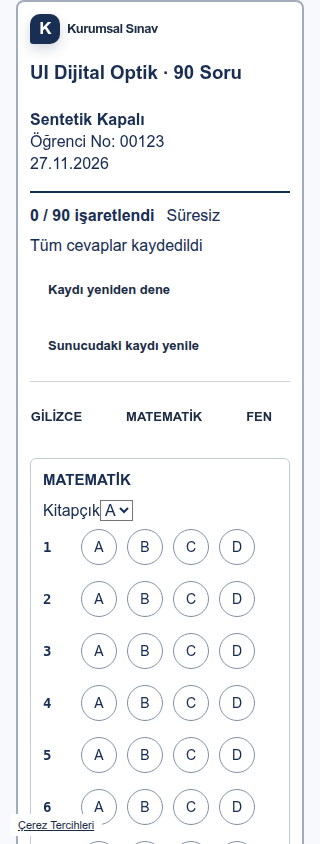 K Kurumsal Sınav
UI Dijital Optik · 90 Soru
Sentetik Kapalı
Öğrenci No: 00123
27.11.2026
0 / 90 işaretlendi Süresiz
Tüm cevaplar kaydedildi
Kaydı yeniden dene
Sunucudaki kaydı yenile
GİLİZCE MATEMATİK FEN
MATEMATİK
Kitapçık A
1 A B C D
2 A B C D
3 A B C D
4 A B C D
5 A B C D
6 A B C D
Çerez Tercihleri